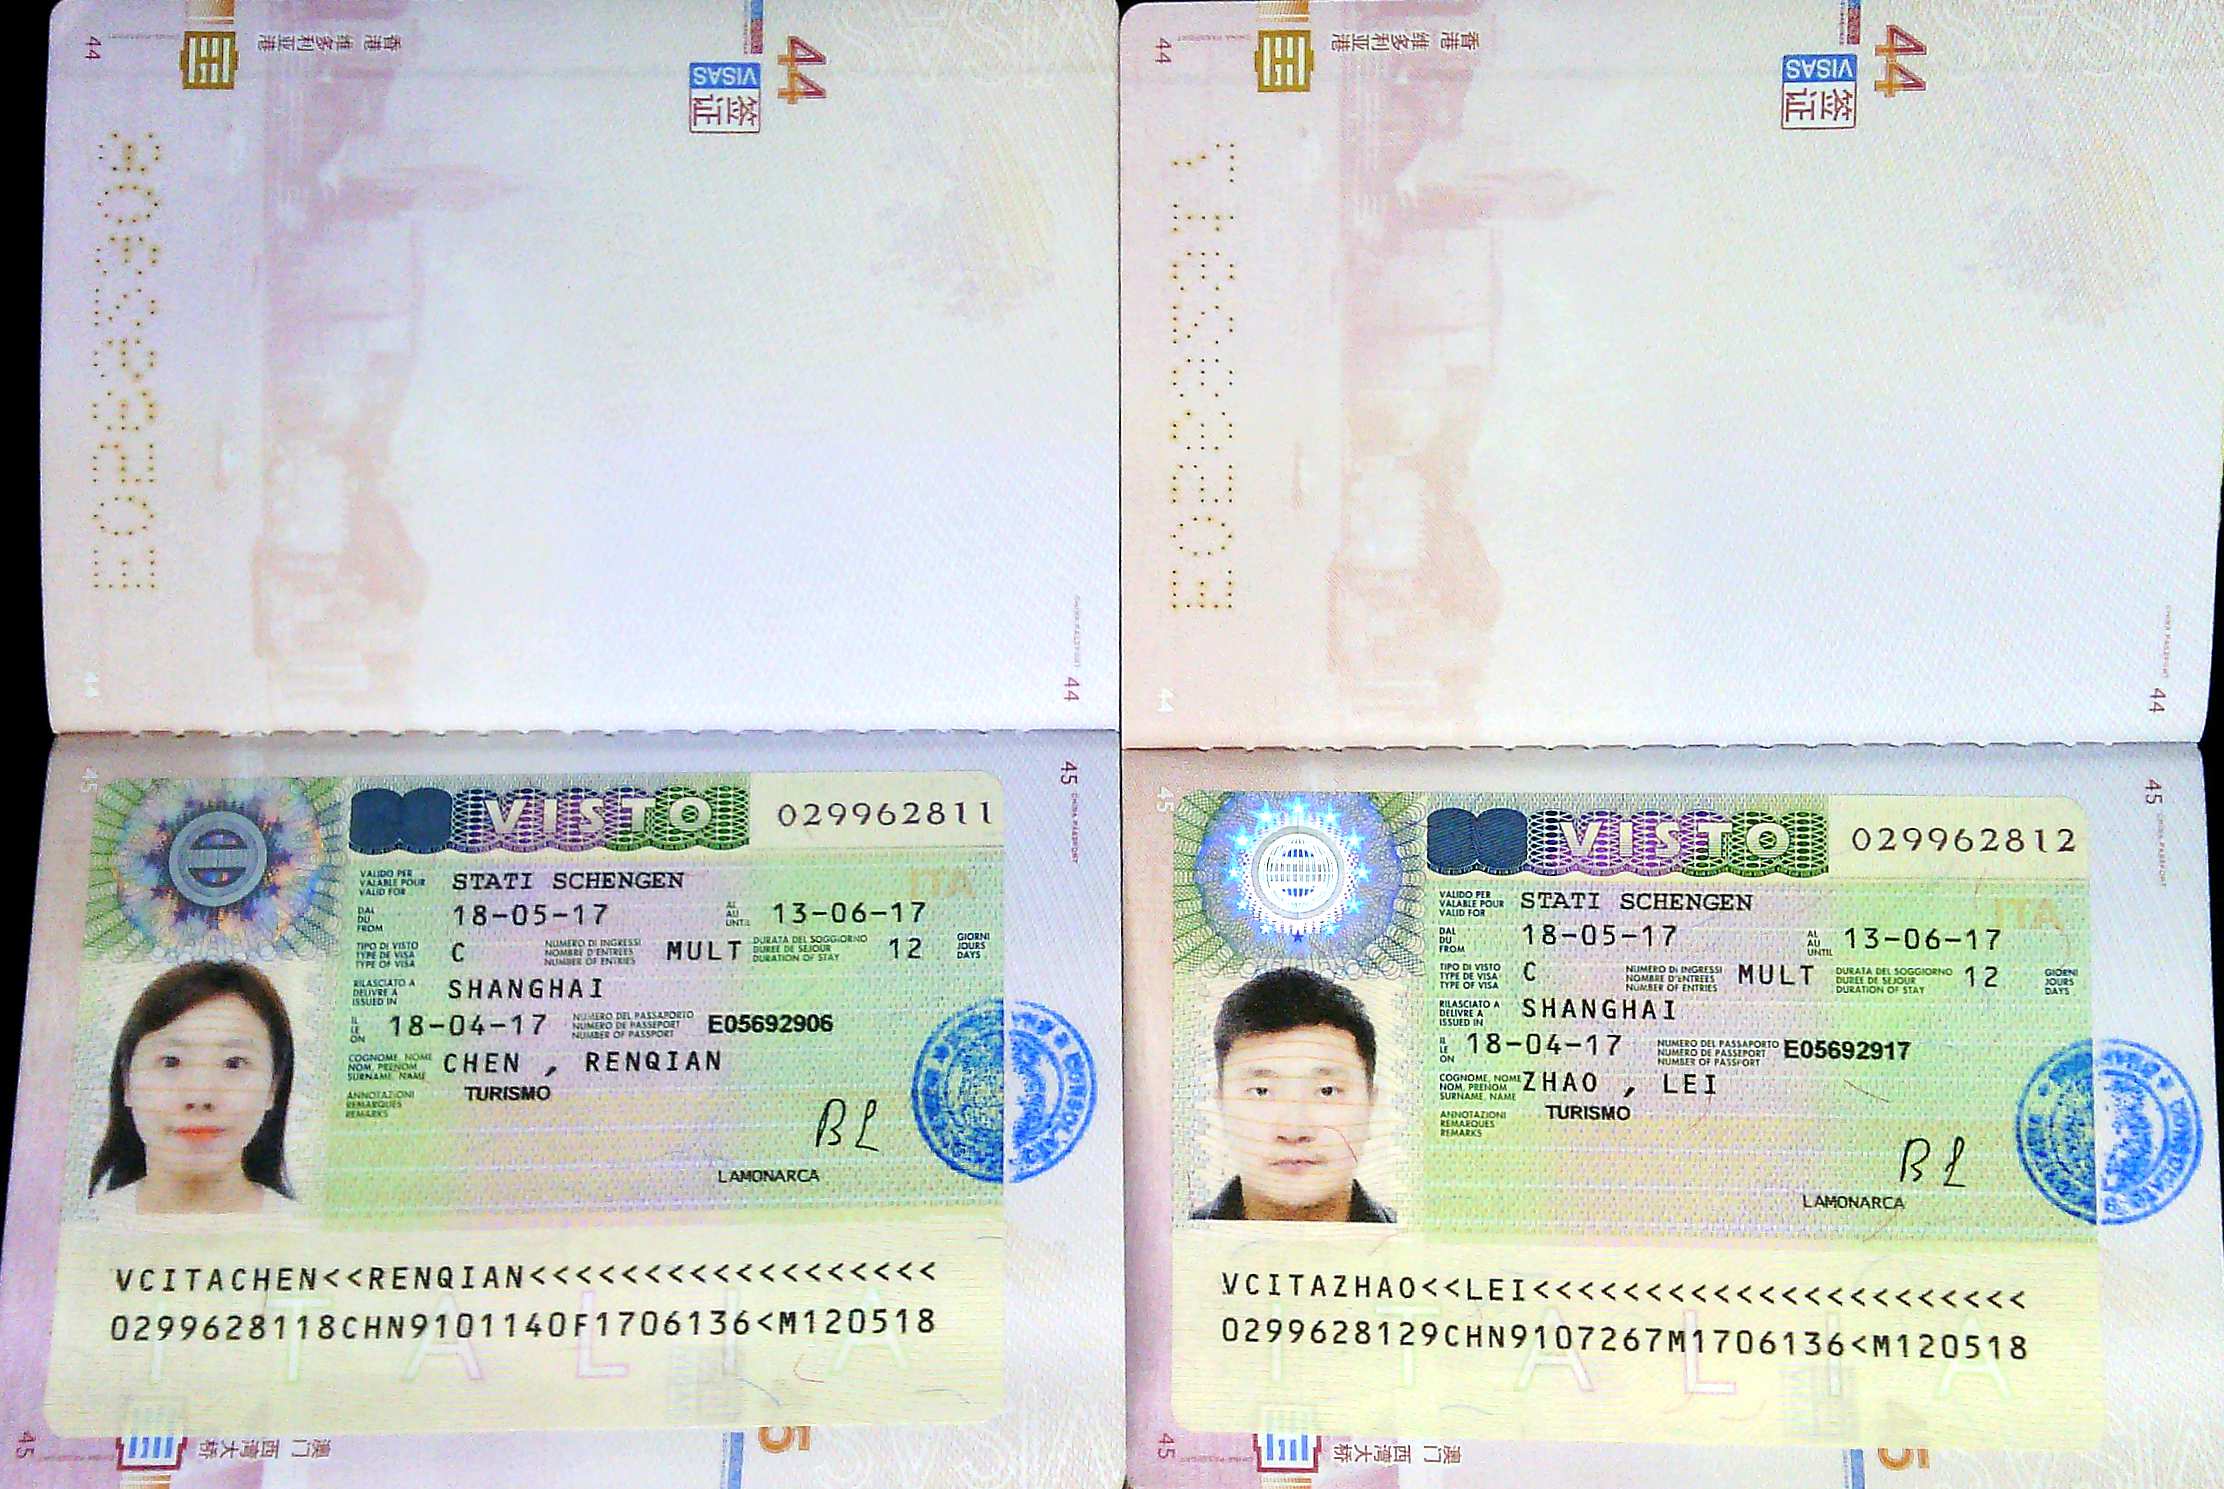 44
香港 维多利亚港
VISAS
签证
44
44
45
VISTO
029962811
VALIDO PER
VALABLE POUR
VALID FOR
STATI SCHENGEN
DAL
DU
FROM
18-05-17
AL
AU
UNTIL
13-06-17
TIPO DI VISTO
TYPE DE VISA
TYPE OF VISA
C
NUMERO DI INGRESSI
NOMBRE D'ENTREES
NUMBER OF ENTRIES
MULT
DURATA DEL SOGGIORNO
DUREE DE SEJOUR
DURATION OF STAY
12
GIORNI
JOURS
DAYS
RILASCIATO A
DELIVRE A
ISSUED IN
SHANGHAI
IL
LE
ON
18-04-17
NUMERO DEL PASSAPORTO
NUMERO DE PASSEPORT
NUMBER OF PASSPORT
E05692906
COGNOME, NOME
NOM, PRENOM
SURNAME, NAME
CHEN , RENQIAN
ANNOTAZIONI
REMARQUES
REMARKS
TURISMO
BL
LAMONARCA
VCITACHEN<<RENQIAN<<<<<<<<<<<<<<<<<<
0299628118CHN9101140F1706136<M120518
ITALIA
45
澳门 西湾大桥
44
香港 维多利亚港
VISAS
签证
44
44
45
VISTO
029962812
VALIDO PER
VALABLE POUR
VALID FOR
STATI SCHENGEN
DAL
DU
FROM
18-05-17
AL
AU
UNTIL
13-06-17
TIPO DI VISTO
TYPE DE VISA
TYPE OF VISA
C
NUMERO DI INGRESSI
NOMBRE D'ENTREES
NUMBER OF ENTRIES
MULT
DURATA DEL SOGGIORNO
DUREE DE SEJOUR
DURATION OF STAY
12
GIORNI
JOURS
DAYS
RILASCIATO A
DELIVRE A
ISSUED IN
SHANGHAI
IL
LE
ON
18-04-17
NUMERO DEL PASSAPORTO
NUMERO DE PASSEPORT
NUMBER OF PASSPORT
E05692917
COGNOME, NOME
NOM, PRENOM
SURNAME, NAME
ZHAO , LEI
ANNOTAZIONI
REMARQUES
REMARKS
TURISMO
BL
LAMONARCA
VCITAZHAO<<LEI<<<<<<<<<<<<<<<<<<<<<<
0299628129CHN9107267M1706136<M120518
ITALIA
45
澳门 西湾大桥